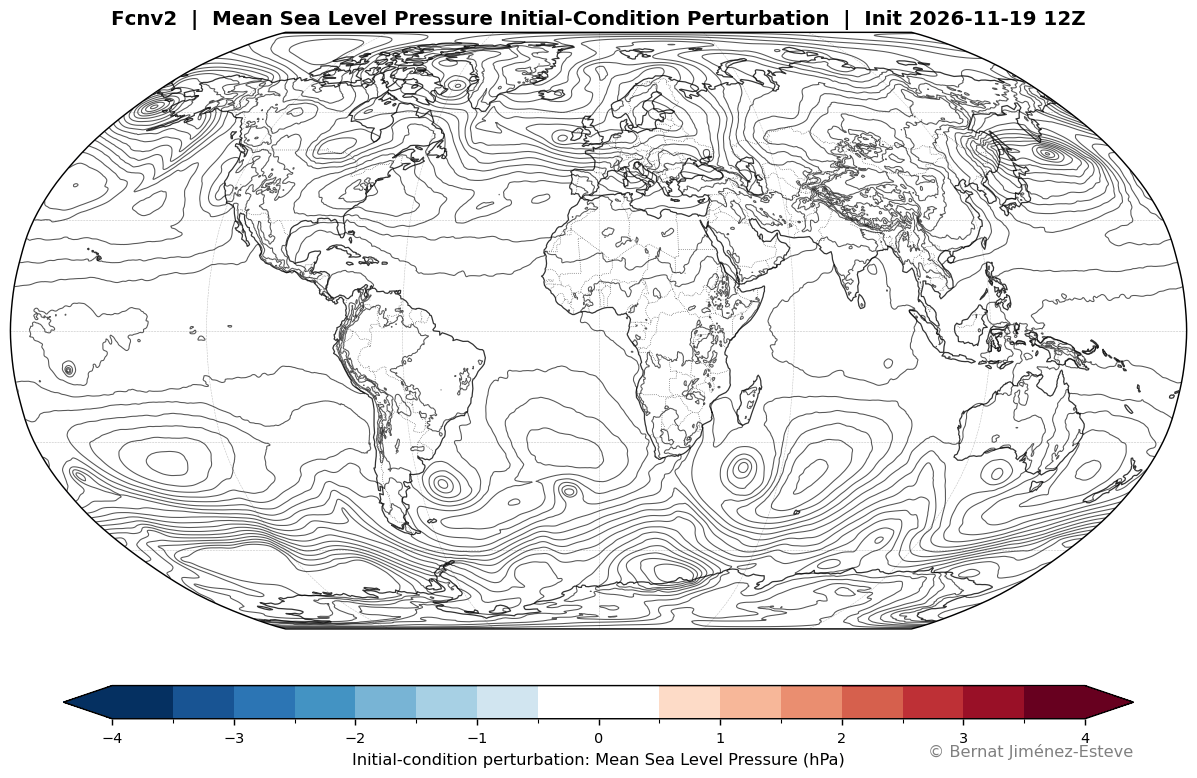 Fcnv2 | Mean Sea Level Pressure Initial-Condition Perturbation | Init 2026-11-19 12Z
−4 −3 −2 −1 0 1 2 3 4
Initial-condition perturbation: Mean Sea Level Pressure (hPa)
© Bernat Jiménez-Esteve